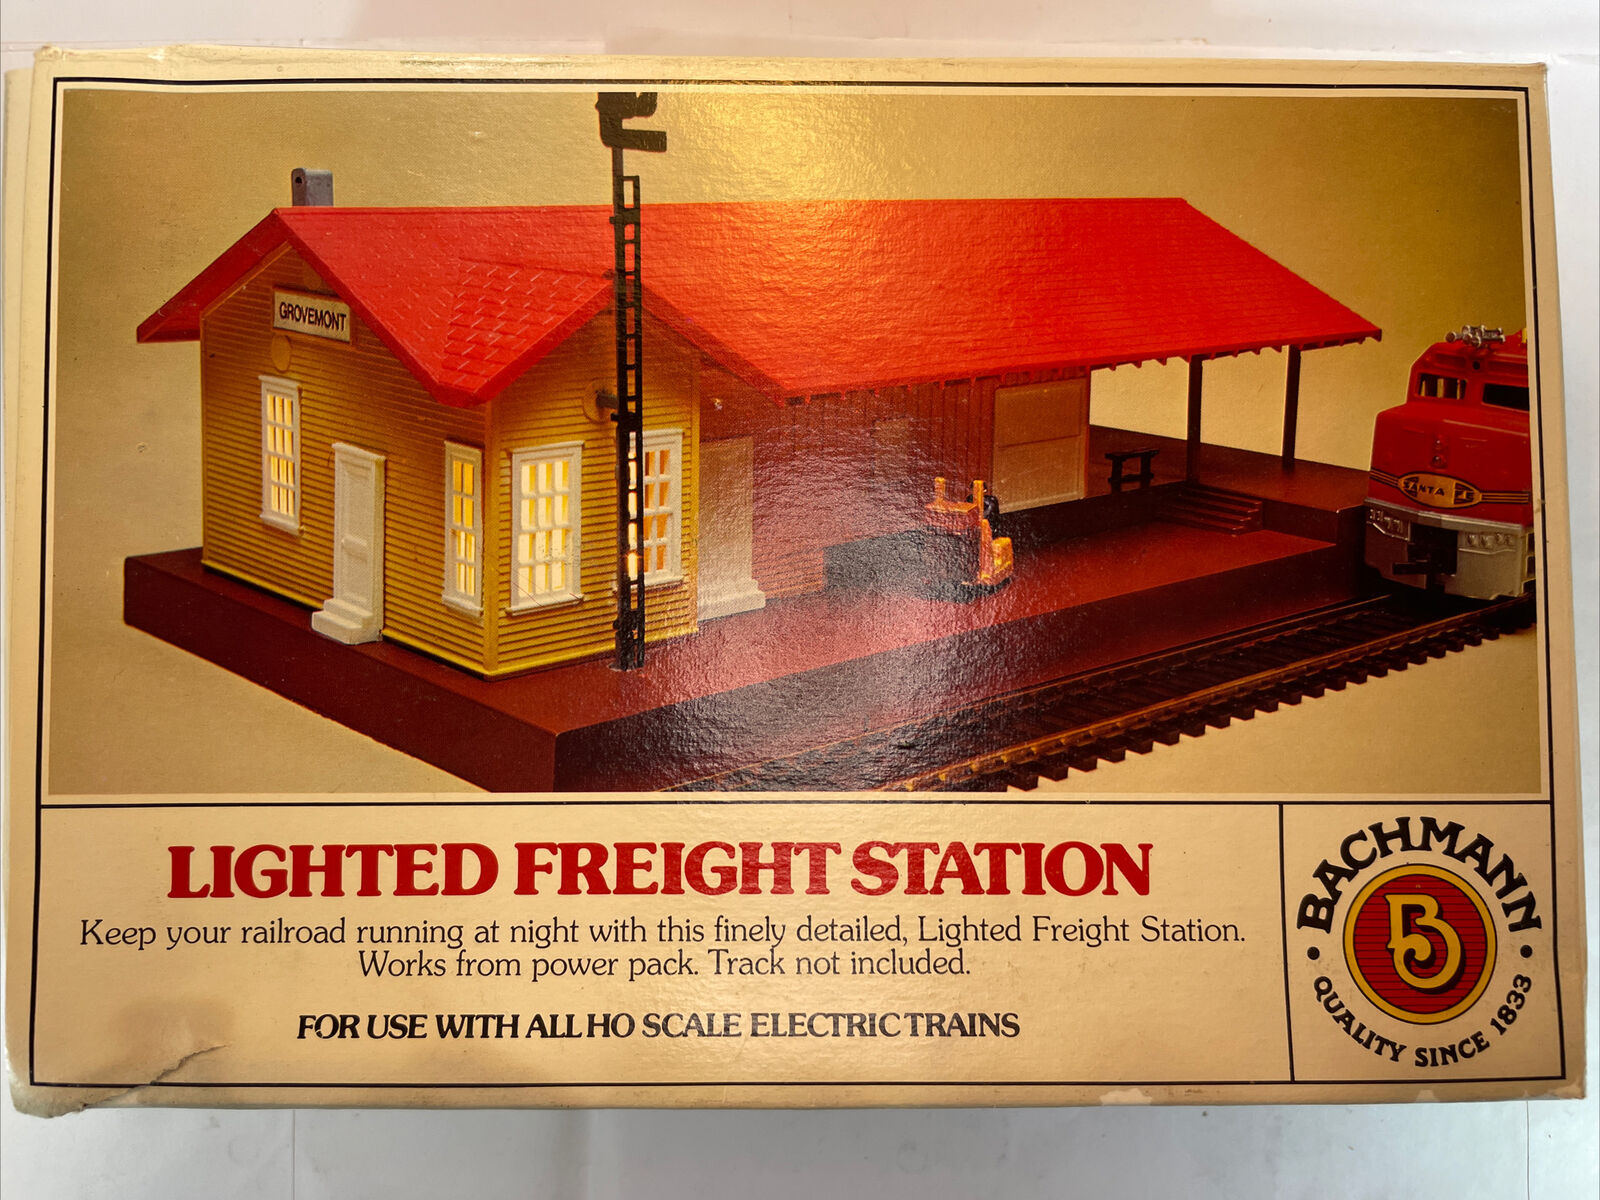 GROVEMONT
SANTA FE
LIGHTED FREIGHT STATION
Keep your railroad running at night with this finely detailed, Lighted Freight Station.
Works from power pack. Track not included.
FOR USE WITH ALL HO SCALE ELECTRIC TRAINS
BACHMANN
B
• QUALITY SINCE 1833 •